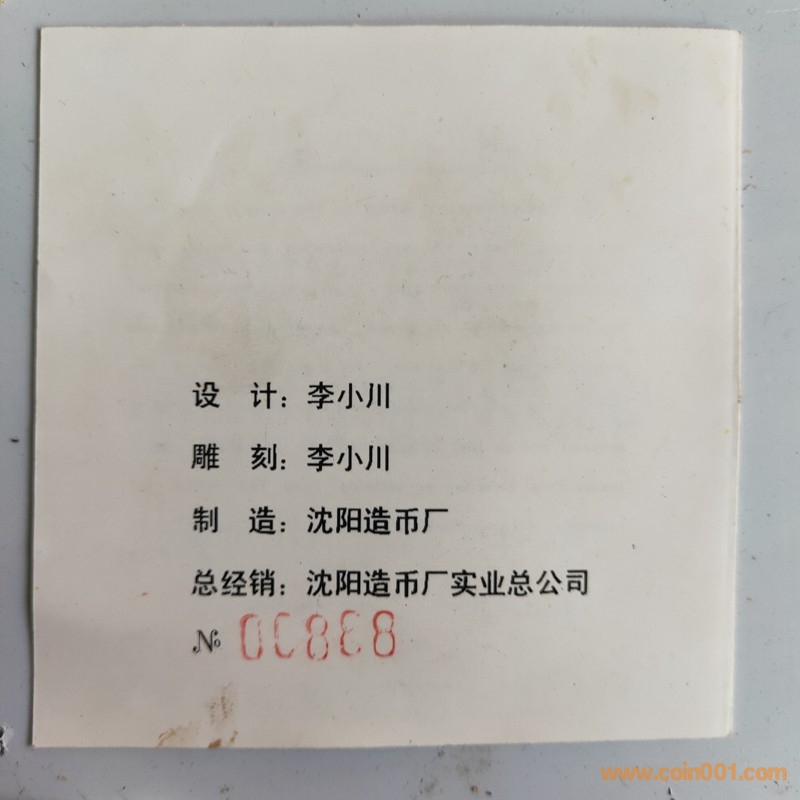 设 计：李小川
雕 刻：李小川
制 造：沈阳造币厂
总经销：沈阳造币厂实业总公司
№
www.coin001.com